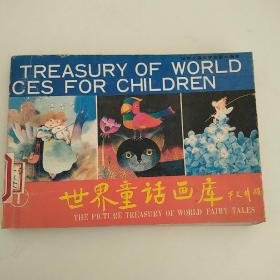 TREASURY OF WORLD
CES FOR CHILDREN
世界童话画库
THE PICTURE TREASURY OF WORLD FAIRY TALES
1